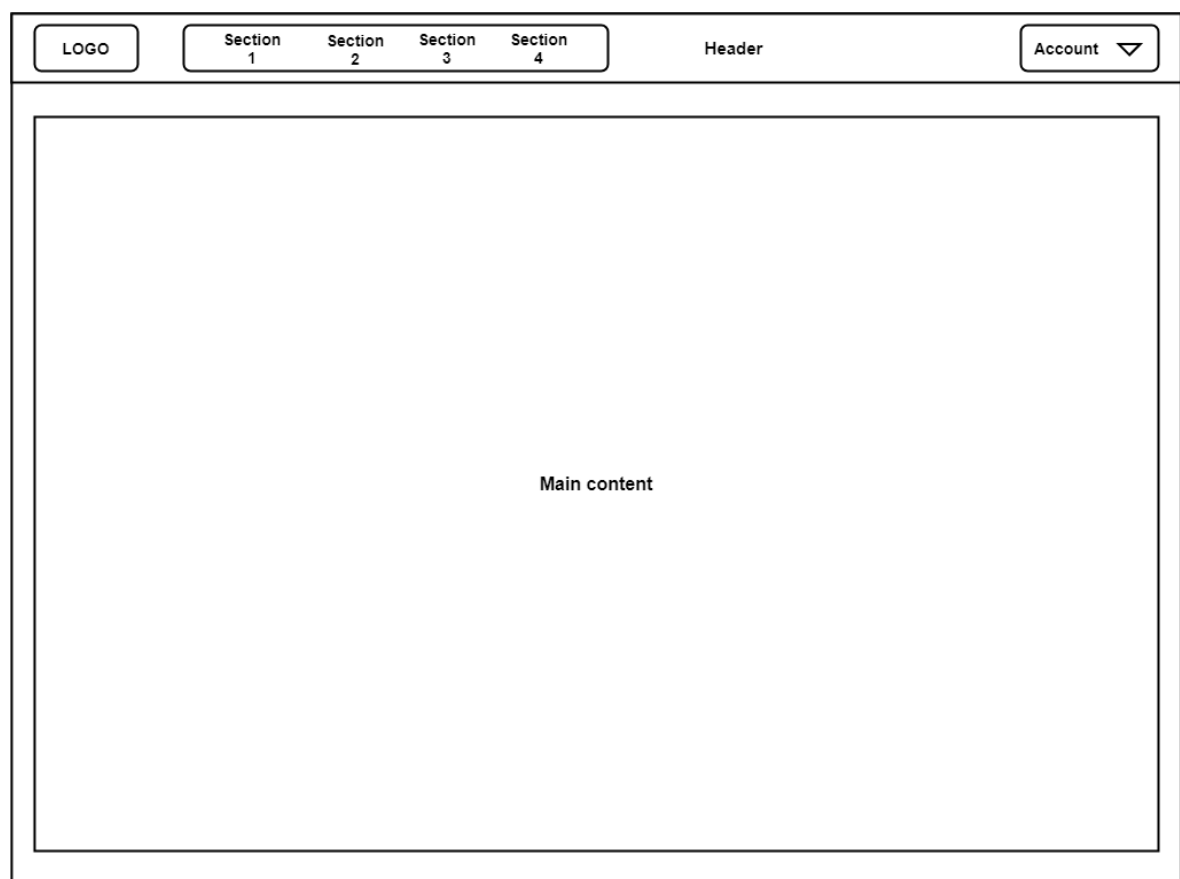 LOGO
Section
1
Section
2
Section
3
Section
4
Header
Account
Main content